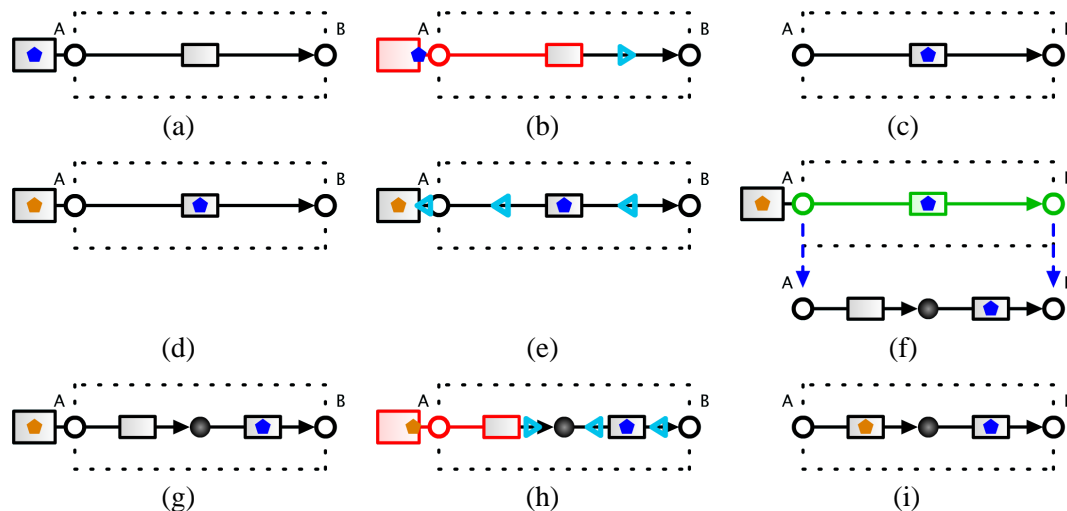 A B A B A
(a) (b) (c)
A B A B A
A
(d) (e) (f)
A B A B A
(g) (h) (i)